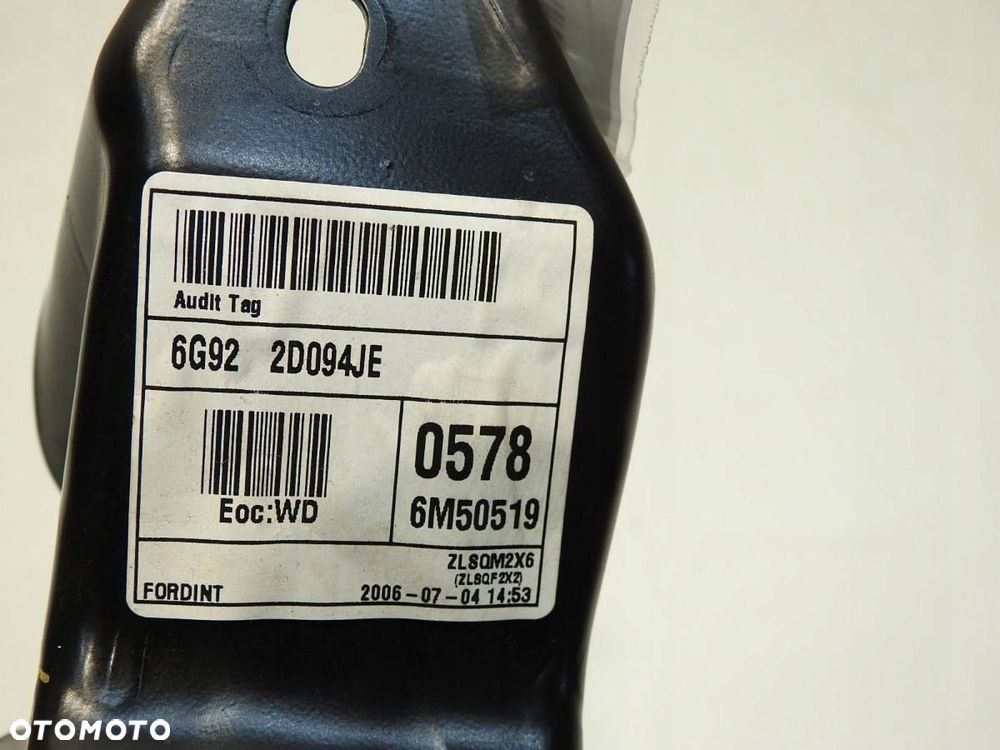 Audit Tag
6G92 2D094JE
Eoc:WD
0578
6M50519
ZLSQM2X6
(ZLSQF2X2)
FORDINT 2006-07-04 14:53
OTOMOTO